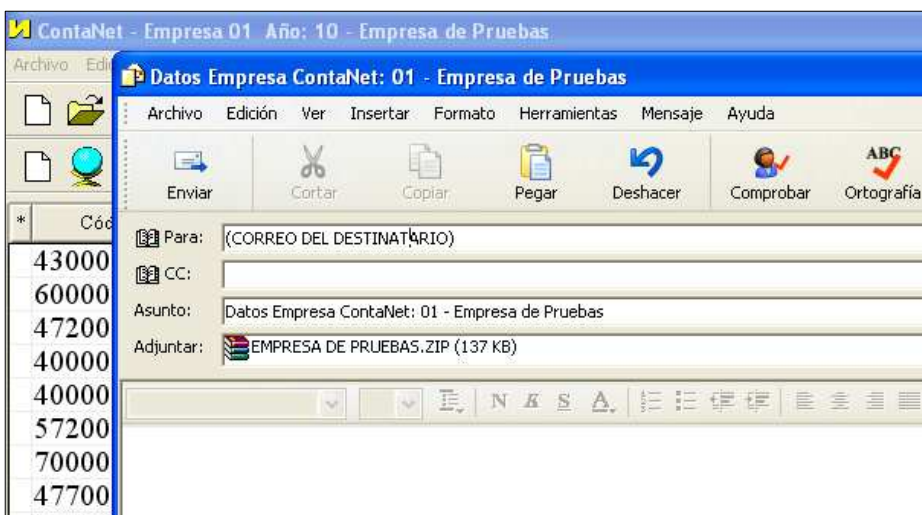 ContaNet - Empresa 01 Año: 10 - Empresa de Pruebas
Archivo Edi
Datos Empresa ContaNet: 01 - Empresa de Pruebas
Archivo Edición Ver Insertar Formato Herramientas Mensaje Ayuda
Enviar Cortar Copiar Pegar Deshacer Comprobar ABC Ortografía
* Cód
Para: (CORREO DEL DESTINATARIO)
CC:
Asunto: Datos Empresa ContaNet: 01 - Empresa de Pruebas
Adjuntar: EMPRESA DE PRUEBAS.ZIP (137 KB)
N K S A
43000
60000
47200
40000
40000
57200
70000
47700